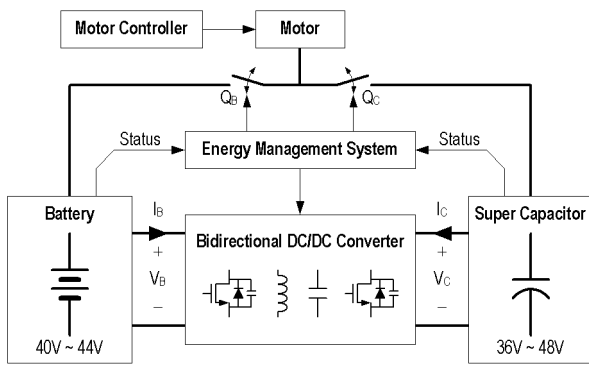 Motor Controller
Motor
QB
QC
Status
Energy Management System
Status
Battery
IB
Bidirectional DC/DC Converter
IC
Super Capacitor
+
VB
–
+
VC
–
40V ~ 44V
36V ~ 48V